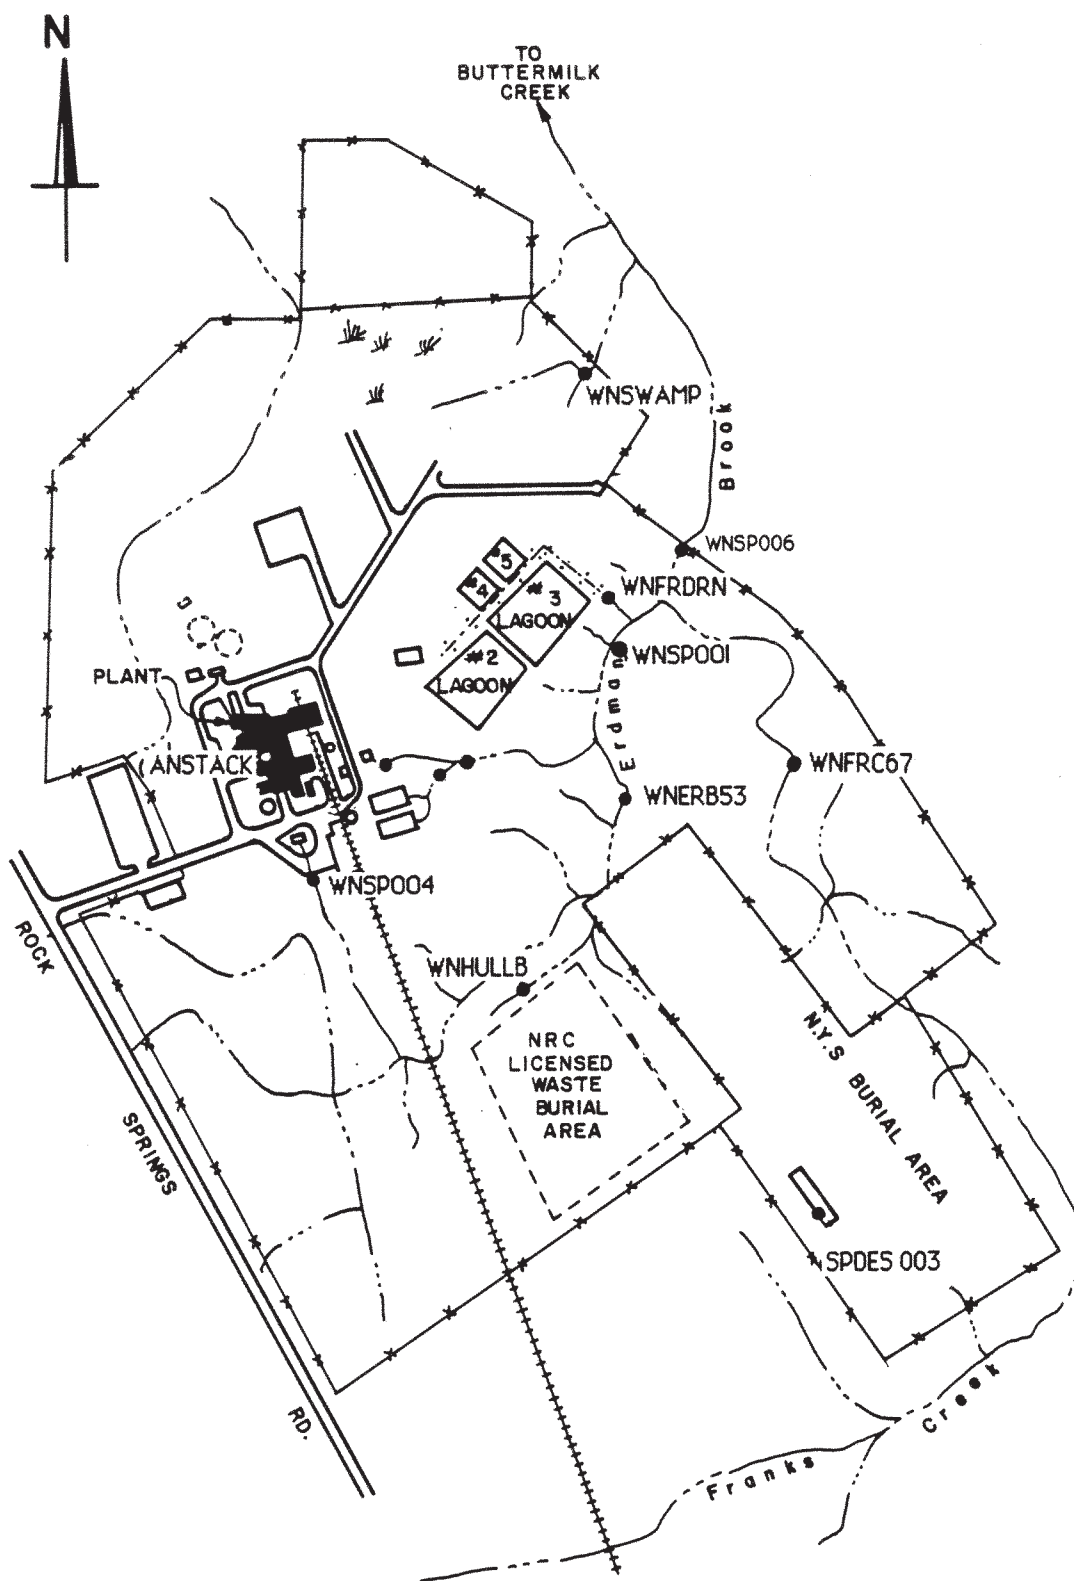 N
TO
BUTTERMILK
CREEK
WNSWAMP
Brook
WNSP006
#5
#4
WNFRDRN
#3
LAGOON
WNSP001
#2
LAGOON
PLANT
Erdman
ANSTACK
WNFRC67
WNERB53
WNSP004
ROCK
WNHULLB
NRC
LICENSED
WASTE
BURIAL
AREA
N.Y.S BURIAL AREA
SPRINGS
SPDES 003
RD.
Creek
Franks